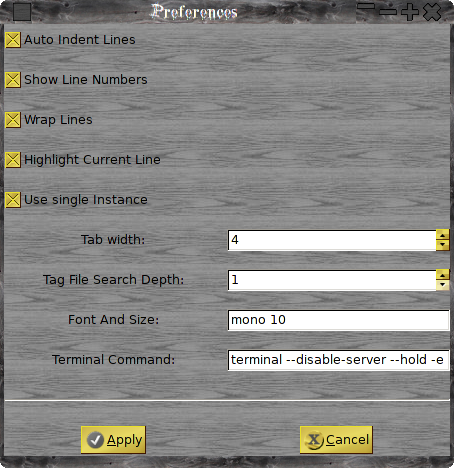 Preferences
Auto Indent Lines
Show Line Numbers
Wrap Lines
Highlight Current Line
Use single Instance
Tab width: 4
Tag File Search Depth: 1
Font And Size: mono 10
Terminal Command: terminal --disable-server --hold -e
Apply Cancel